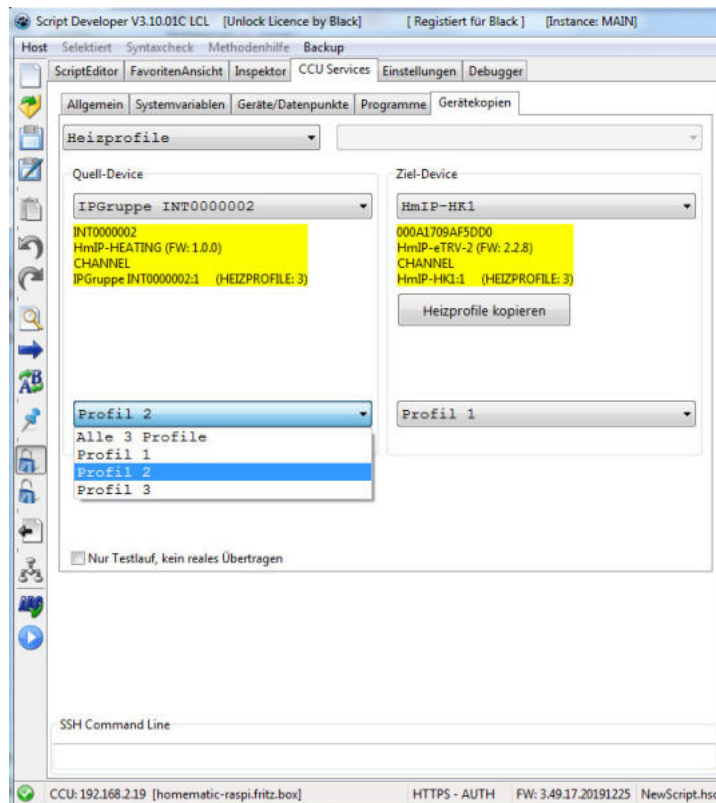 Script Developer V3.10.01C LCL [Unlock Licence by Black] [ Registiert für Black ] [Instance: MAIN]
Host Selektiert Syntaxcheck Methodenhilfe Backup
ScriptEditor FavoritenAnsicht Inspektor CCU Services Einstellungen Debugger
Allgemein Systemvariablen Geräte/Datenpunkte Programme Gerätekopien
Heizprofile
Quell-Device Ziel-Device
IPGruppe INT0000002 HmIP-HK1
INT0000002 000A1709AF5DD0
HmIP-HEATING (FW: 1.0.0) HmIP-eTRV-2 (FW: 2.2.8)
CHANNEL CHANNEL
IPGruppe INT0000002:1 (HEIZPROFILE: 3) HmIP-HK1:1 (HEIZPROFILE: 3)
Heizprofile kopieren
Profil 2 Profil 1
Alle 3 Profile
Profil 1
Profil 2
Profil 3
Nur Testlauf, kein reales Übertragen
SSH Command Line
CCU: 192.168.2.19 [homematic-raspi.fritz.box] HTTPS - AUTH FW: 3.49.17.20191225 NewScript.hsc